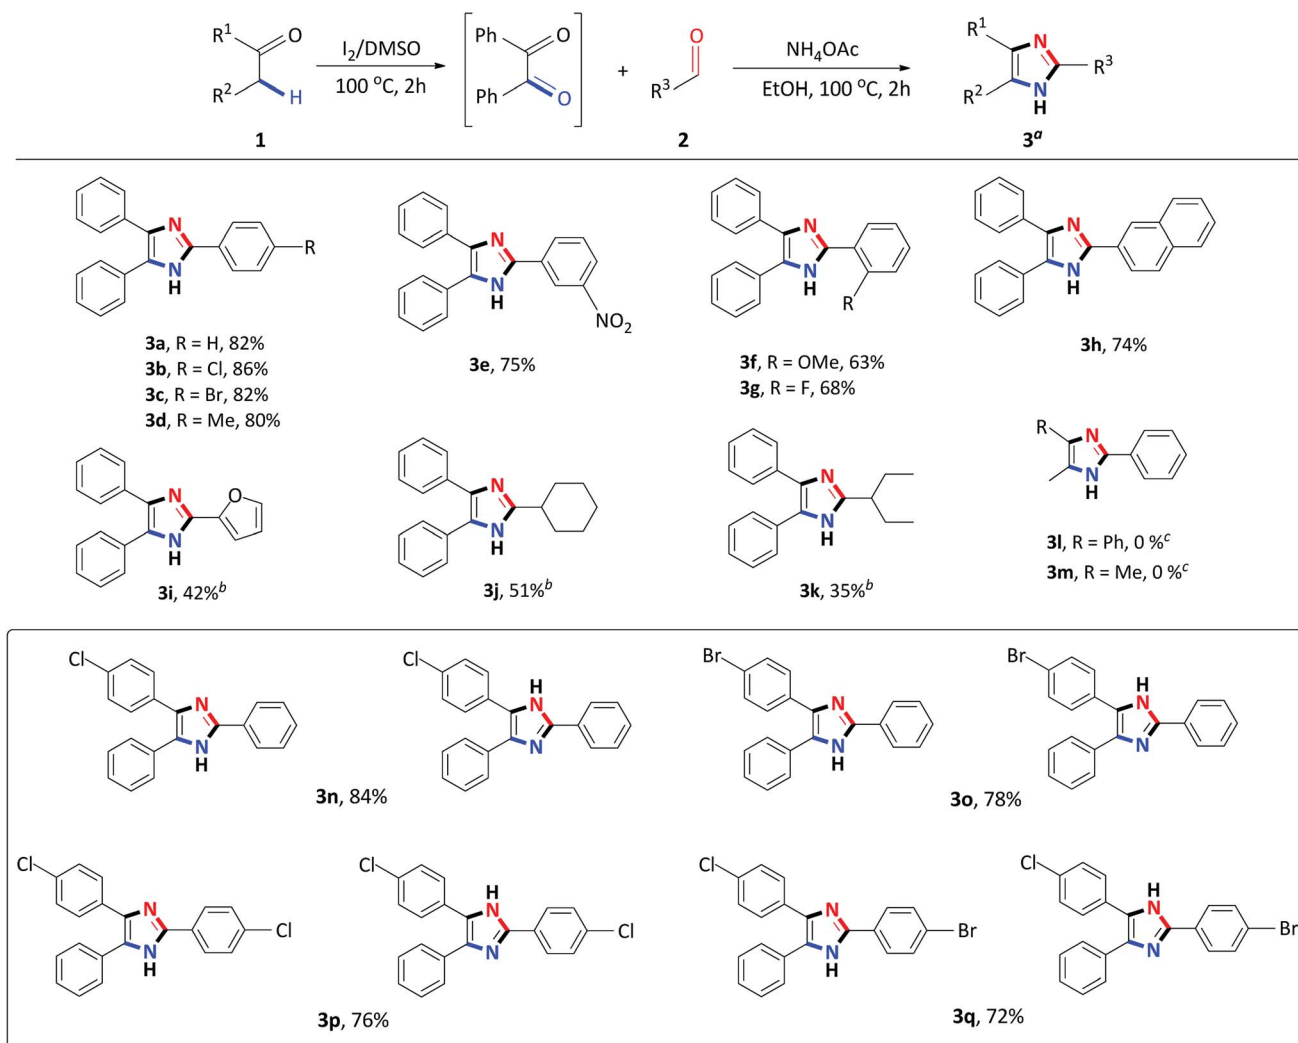 R¹ O I₂/DMSO Ph O O NH₄OAc R¹ N
R² H 100 °C, 2h Ph O + R³ EtOH, 100 °C, 2h R² N H R³
1 2 3ᵃ
N N H R
3a, R = H, 82%
3b, R = Cl, 86%
3c, R = Br, 82%
3d, R = Me, 80%
N N H NO₂
3e, 75%
N N H R
3f, R = OMe, 63%
3g, R = F, 68%
N N H
3h, 74%
N N H O
3i, 42%ᵇ
N N H
3j, 51%ᵇ
N N H
3k, 35%ᵇ
R N N H
3l, R = Ph, 0 %ᶜ
3m, R = Me, 0 %ᶜ
Cl N N H
Cl H N N
3n, 84%
Br N N H
Br H N N
3o, 78%
Cl N N H Cl
Cl H N N Cl
3p, 76%
Cl N N H Br
Cl H N N Br
3q, 72%